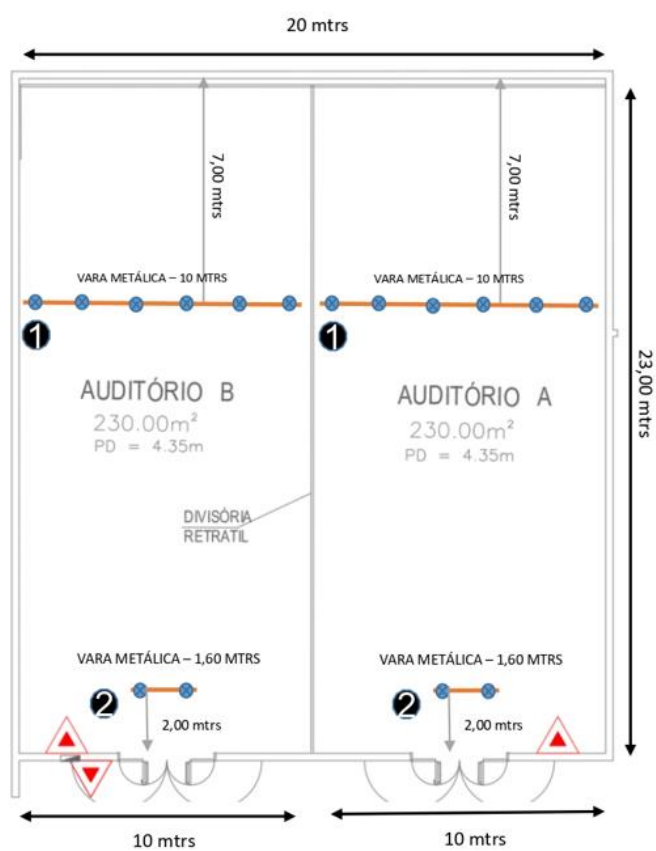 20 mtrs
7,00 mtrs
7,00 mtrs
VARA METÁLICA – 10 MTRS
VARA METÁLICA – 10 MTRS
1
1
23,00 mtrs
AUDITÓRIO B
230.00m²
PD = 4.35m
AUDITÓRIO A
230.00m²
PD = 4.35m
DIVISÓRIA
RETRATIL
VARA METÁLICA – 1,60 MTRS
VARA METÁLICA – 1,60 MTRS
2
2
2,00 mtrs
2,00 mtrs
10 mtrs
10 mtrs